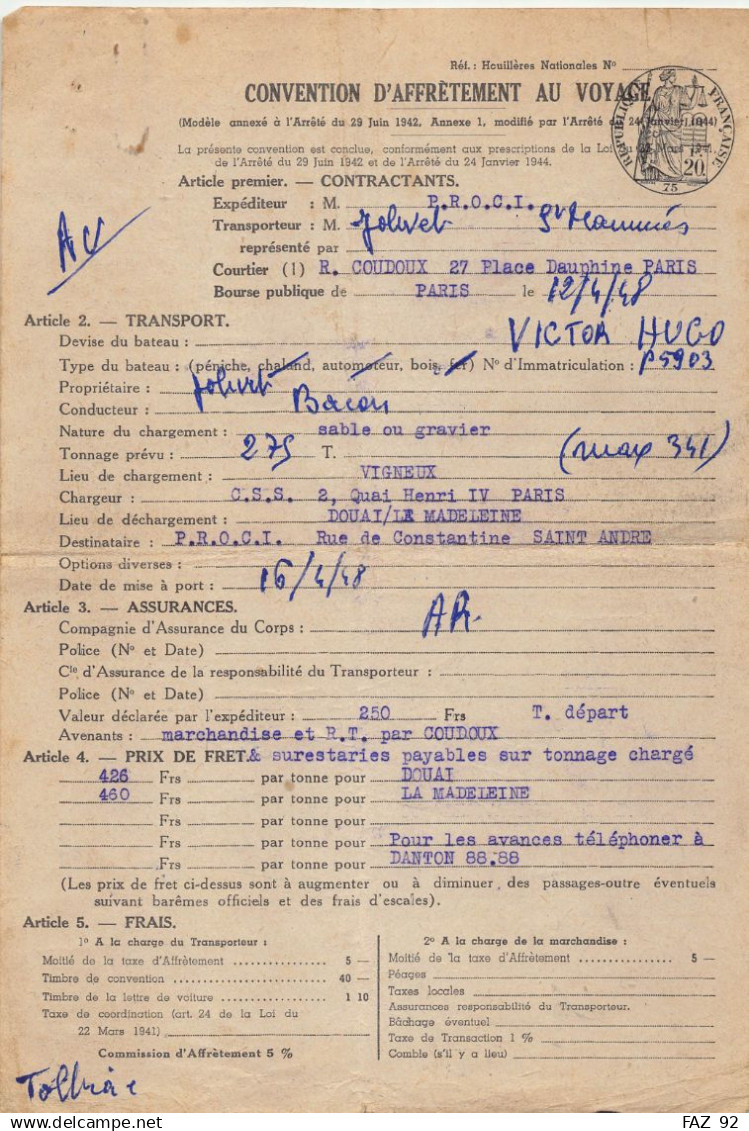 Réf. : Houillères Nationales No
CONVENTION D'AFFRÈTEMENT AU VOYAGE
(Modèle annexé à l'Arrêté du 29 Juin 1942, Annexe 1, modifié par l'Arrêté du 24 Janvier 1944)
La présente convention est conclue, conformément aux prescriptions de la Loi du 22 Mars 1941,
de l'Arrêté du 29 Juin 1942 et de l'Arrêté du 24 Janvier 1944.
RÉPUBLIQUE FRANÇAISE
20
75
Article premier. — CONTRACTANTS.
Expéditeur : M. P.R.O.C.I.
Transporteur : M. Jolivet St Mammès
représenté par
Courtier (1) R. COUDOUX 27 Place Dauphine PARIS
Bourse publique de PARIS le 12/4/48
Article 2. — TRANSPORT.
Devise du bateau : VICTOR HUGO
Type du bateau : (péniche, chaland, automoteur, bois, fer) No d'Immatriculation : P5903
Propriétaire : Jolivet
Conducteur : Bacon
Nature du chargement : sable ou gravier
Tonnage prévu : 275 T. (max 341)
Lieu de chargement : VIGNEUX
Chargeur : C.S.S. 2, Quai Henri IV PARIS
Lieu de déchargement : DOUAI/LA MADELEINE
Destinataire : P.R.O.C.I. Rue de Constantine SAINT ANDRE
Options diverses :
Date de mise à port : 16/4/48
Article 3. — ASSURANCES.
Compagnie d'Assurance du Corps :
Police (No et Date)
Cie d'Assurance de la responsabilité du Transporteur :
Police (No et Date)
Valeur déclarée par l'expéditeur : 250 Frs T. départ
Avenants : marchandise et R.T. par COUDOUX
Article 4. — PRIX DE FRET. & surestaries payables sur tonnage chargé
426 Frs par tonne pour DOUAI
460 Frs par tonne pour LA MADELEINE
Frs par tonne pour
Frs par tonne pour Pour les avances téléphoner à
Frs par tonne pour DANTON 88.88
(Les prix de fret ci-dessus sont à augmenter ou à diminuer des passages-outre éventuels
suivant barêmes officiels et des frais d'escales).
Article 5. — FRAIS.
1o A la charge du Transporteur :
Moitié de la taxe d'Affrètement 5 —
Timbre de convention 40 —
Timbre de la lettre de voiture 1 10
Taxe de coordination (art. 24 de la Loi du
22 Mars 1941)
Commission d'Affrètement 5 %
2o A la charge de la marchandise :
Moitié de la taxe d'Affrètement 5 —
Péages
Taxes locales
Assurances responsabilité du Transporteur.
Bâchage éventuel
Taxe de Transaction 1 %
Comble (s'il y a lieu)
FAZ 92